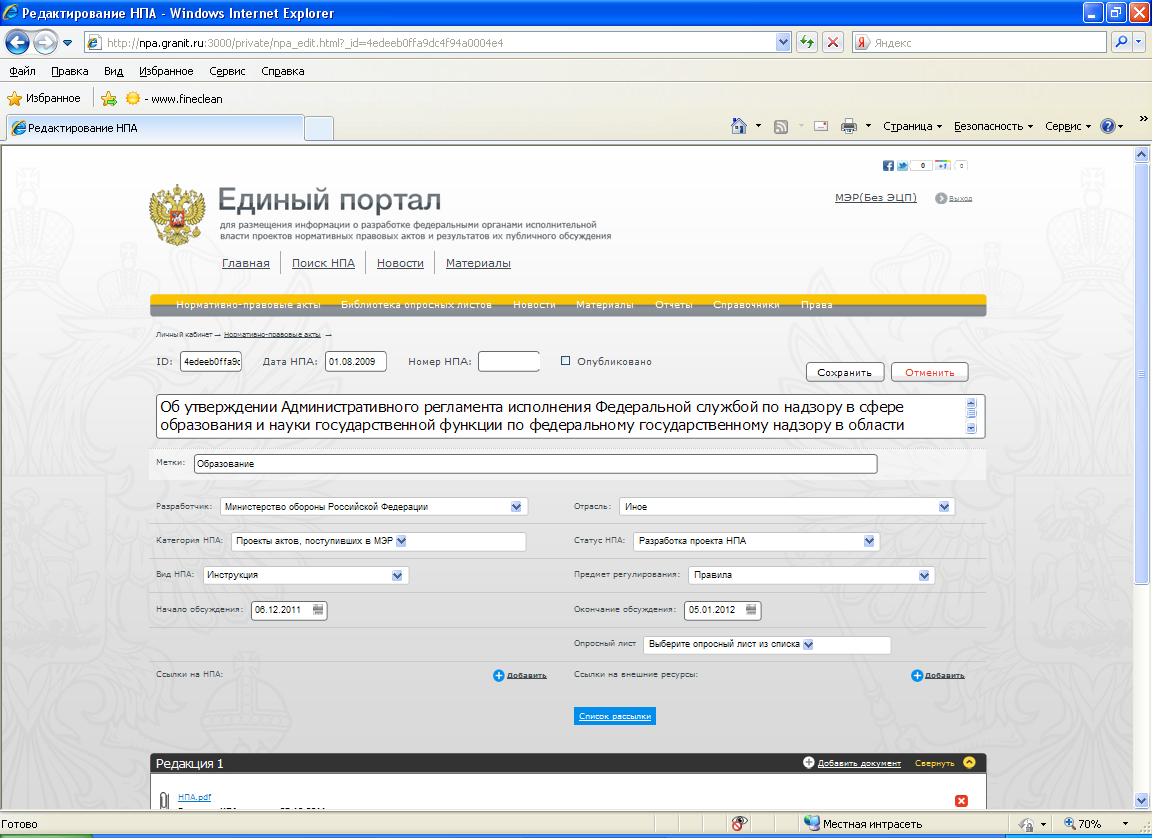 Редактирование НПА - Windows Internet Explorer
http://npa.granit.ru:3000/private/npa_edit.html?_id=4edeeb0ffa9dc4f94a0004e4
Яндекс
Файл Правка Вид Избранное Сервис Справка
Избранное - www.fineclean
Редактирование НПА
Страница Безопасность Сервис
0 +1 0
Единый портал
для размещения информации о разработке федеральными органами исполнительной
власти проектов нормативных правовых актов и результатов их публичного обсуждения
МЭР(Без ЭЦП) Выход
Главная Поиск НПА Новости Материалы
Нормативно-правовые акты Библиотека опросных листов Новости Материалы Отчеты Справочники Права
Личный кабинет → Нормативно-правовые акты →
ID: 4edeeb0ffa9c Дата НПА: 01.08.2009 Номер НПА: Опубликовано
Сохранить Отменить
Об утверждении Административного регламента исполнения Федеральной службой по надзору в сфере
образования и науки государственной функции по федеральному государственному надзору в области
Метки: Образование
Разработчик: Министерство обороны Российской Федерации Отрасль: Иное
Категория НПА: Проекты актов, поступивших в МЭР Статус НПА: Разработка проекта НПА
Вид НПА: Инструкция Предмет регулирования: Правила
Начало обсуждения: 06.12.2011 Окончание обсуждения: 05.01.2012
Опросный лист Выберите опросный лист из списка
Ссылки на НПА: Добавить Ссылки на внешние ресурсы: Добавить
Список рассылки
Редакция 1 Добавить документ Свернуть
НПА.pdf
Готово Местная интрасеть 70%